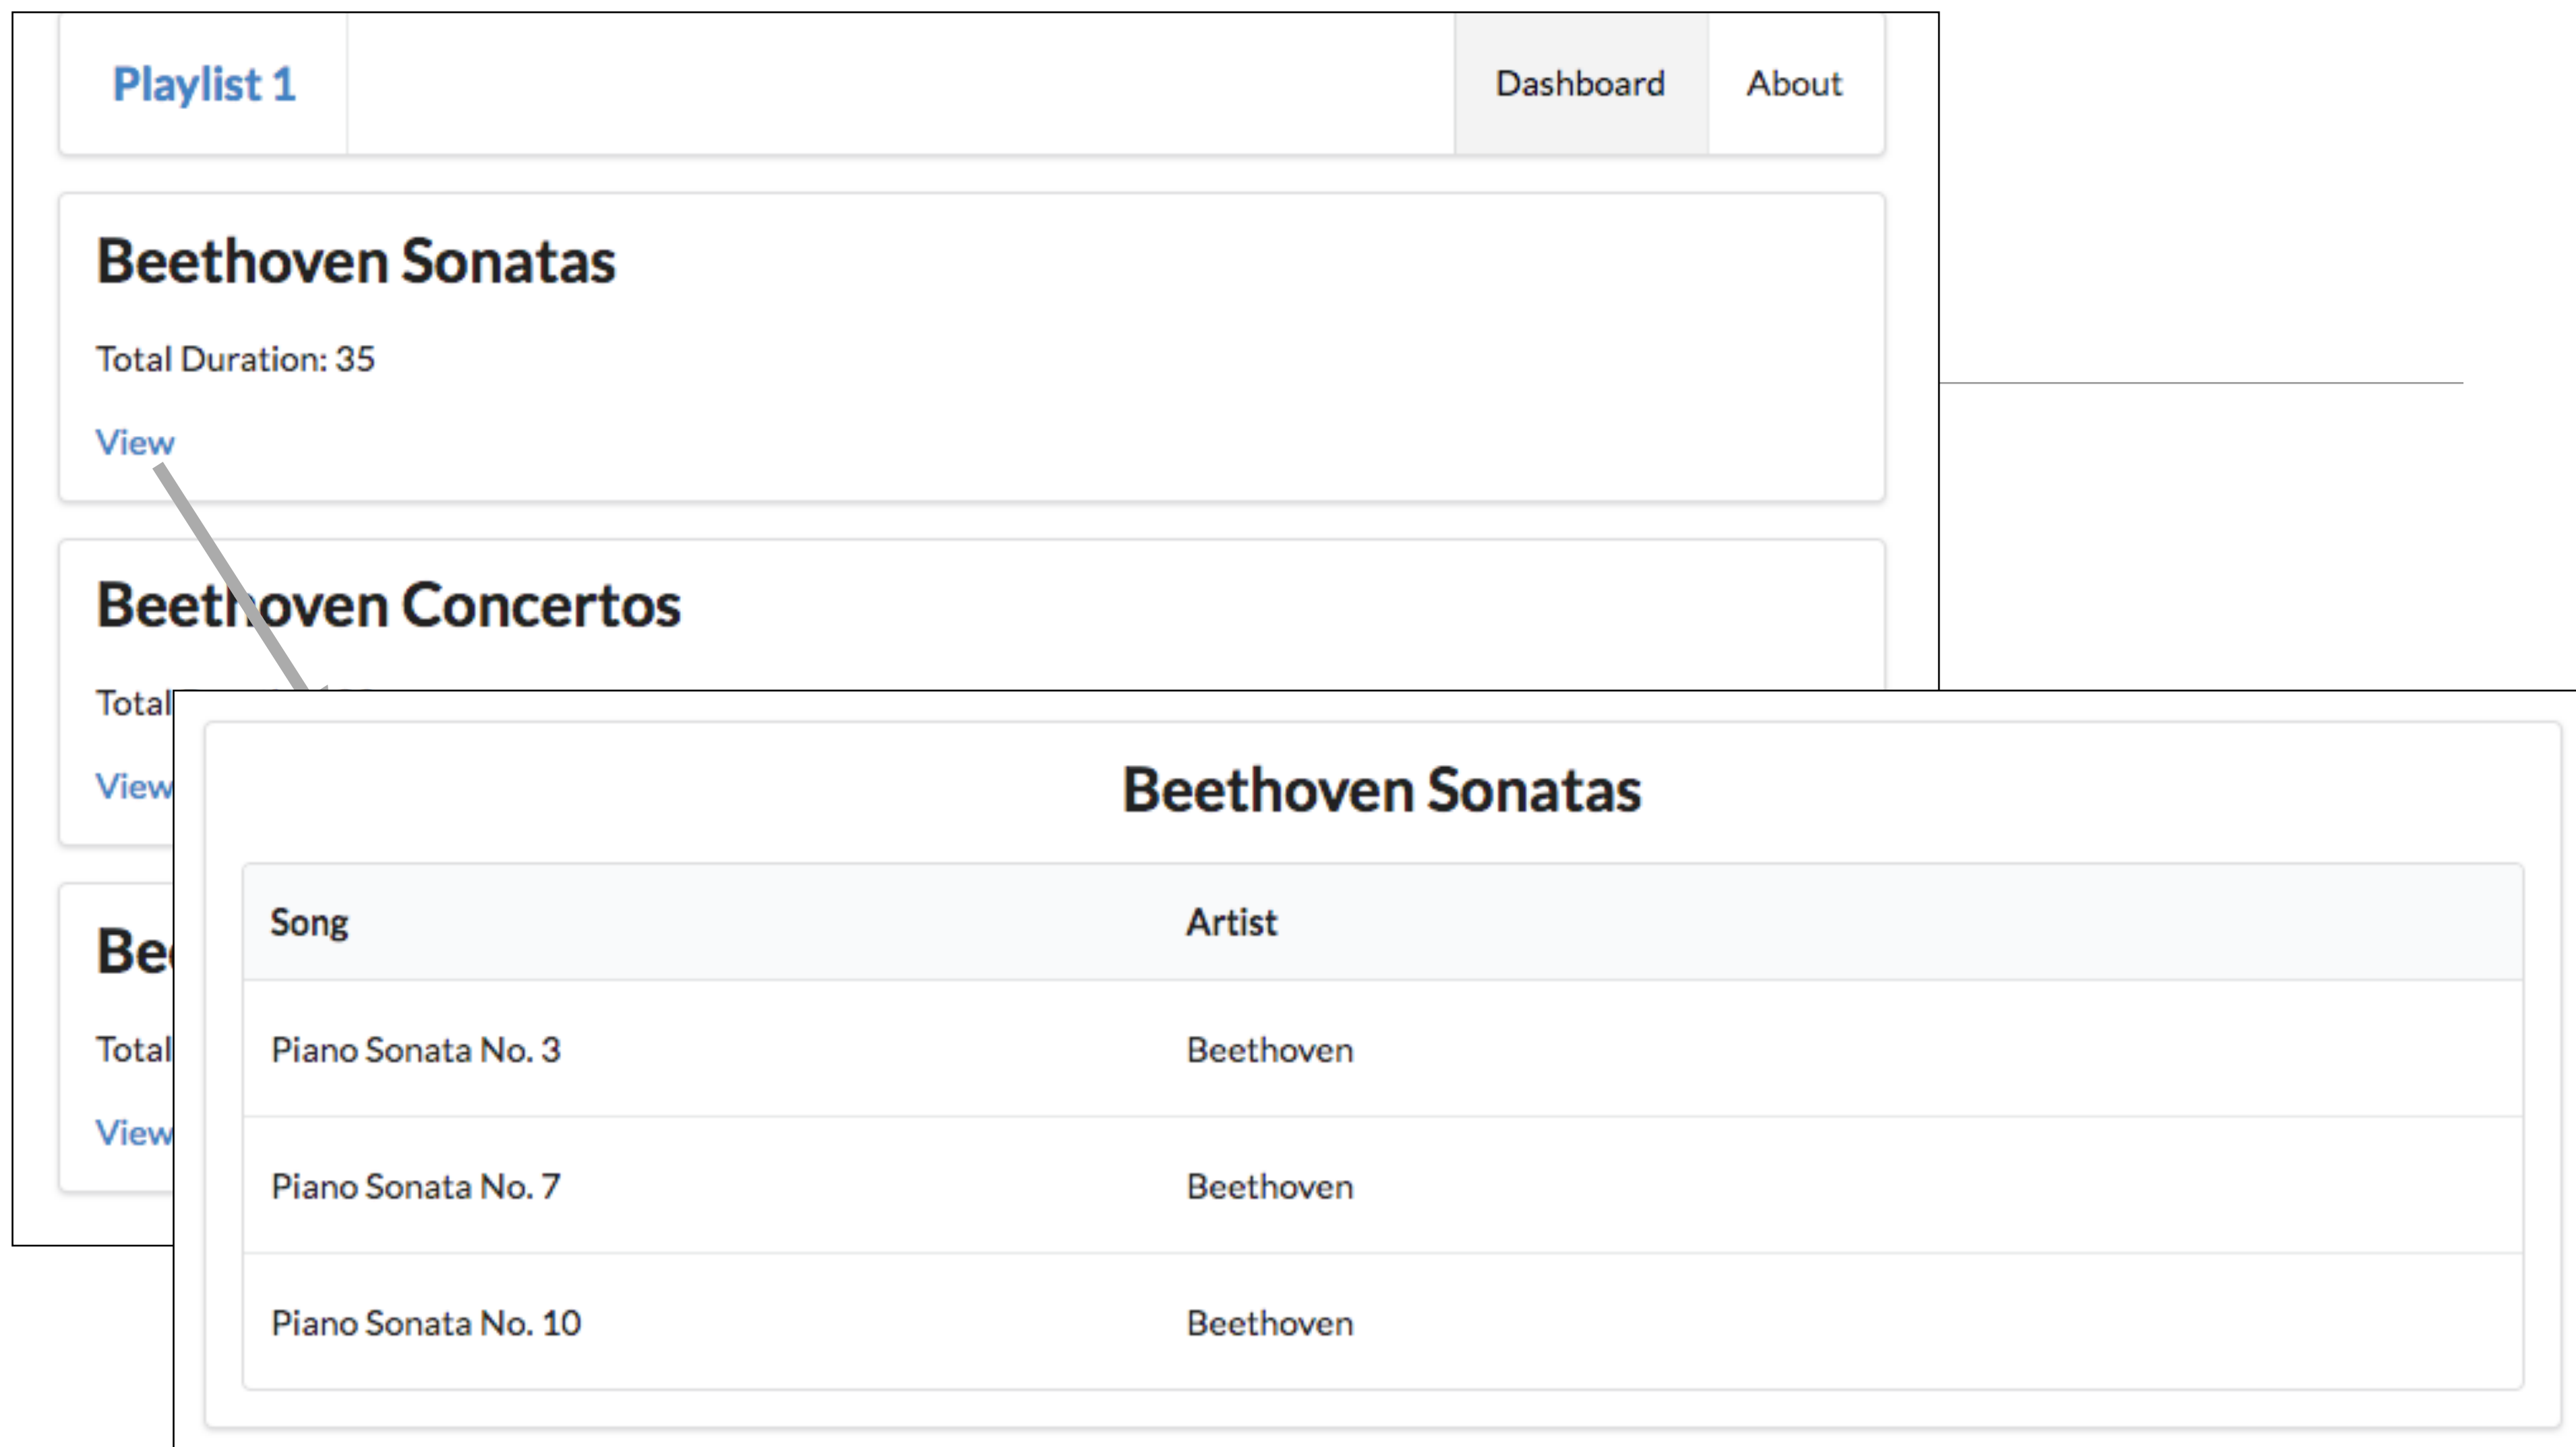 Playlist 1
Dashboard
About
Beethoven Sonatas
Total Duration: 35
View
Beethoven Concertos
Total
View
Total
View
Beethoven Sonatas
Song Artist
Piano Sonata No. 3 Beethoven
Piano Sonata No. 7 Beethoven
Piano Sonata No. 10 Beethoven